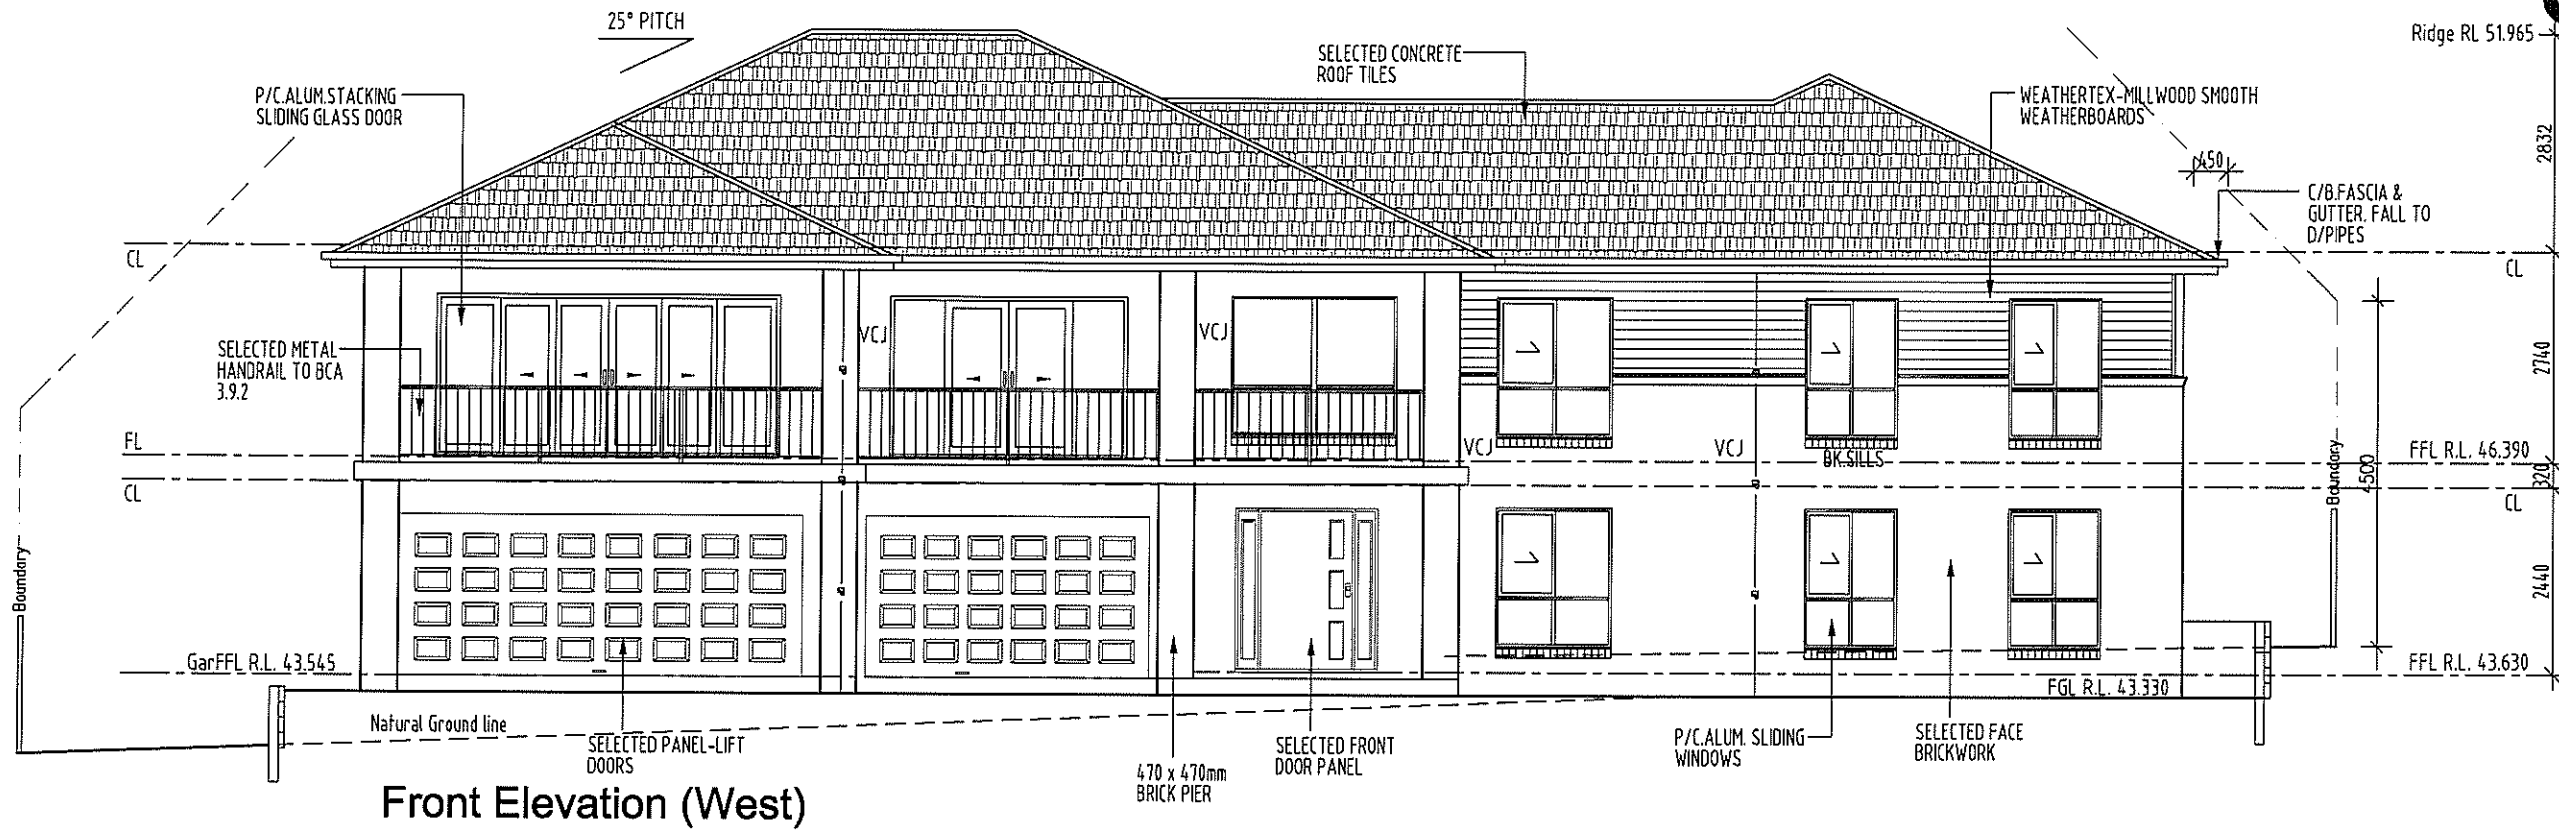 25° PITCH
Ridge RL 51.965
SELECTED CONCRETE
ROOF TILES
P/C.ALUM.STACKING
SLIDING GLASS DOOR
WEATHERTEX-MILLWOOD SMOOTH
WEATHERBOARDS
2832
450
C/B.FASCIA &
GUTTER. FALL TO
D/PIPES
CL
CL
VCJ
VCJ
SELECTED METAL
HANDRAIL TO BCA
3.9.2
2740
FL
VCJ
VCJ
BK.SILLS
Boundary
4500
FFL R.L. 46.390
320
CL
CL
Boundary
2440
GarFFL R.L. 43.545
FFL R.L. 43.630
FGL R.L. 43.330
Natural Ground line
SELECTED PANEL-LIFT
DOORS
470 x 470mm
BRICK PIER
SELECTED FRONT
DOOR PANEL
P/C.ALUM. SLIDING
WINDOWS
SELECTED FACE
BRICKWORK
Front Elevation (West)